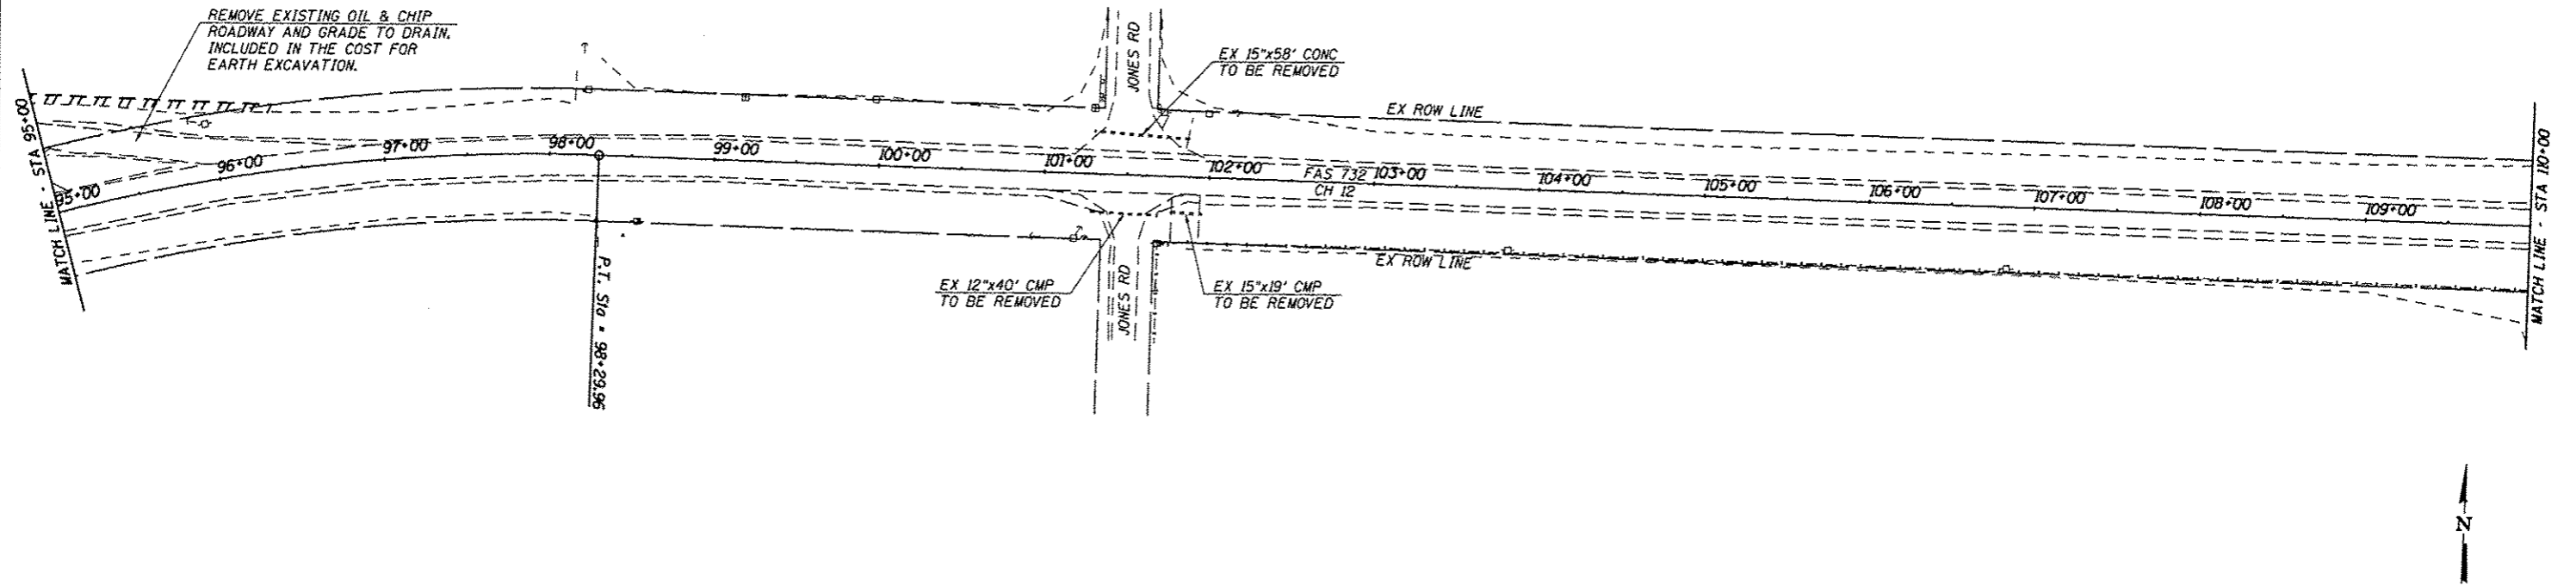 REMOVE EXISTING OIL & CHIP
ROADWAY AND GRADE TO DRAIN.
INCLUDED IN THE COST FOR
EARTH EXCAVATION.
JONES RD
EX 15"x58' CONC
TO BE REMOVED
EX ROW LINE
MATCH LINE - STA 95+00
95+00
96+00
97+00
98+00
99+00
100+00
101+00
102+00
FAS 732
CH 12
103+00
104+00
105+00
106+00
107+00
108+00
109+00
MATCH LINE - STA 110+00
P.T. Sta = 98+29.96
EX ROW LINE
EX 12"x40' CMP
TO BE REMOVED
JONES RD
EX 15"x19' CMP
TO BE REMOVED
N